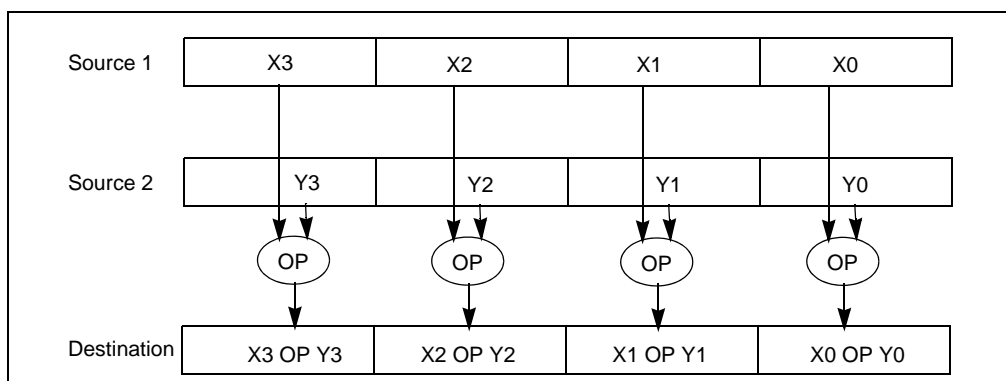 Source 1 X3 X2 X1 X0
Source 2 Y3 Y2 Y1 Y0
OP OP OP OP
Destination X3 OP Y3 X2 OP Y2 X1 OP Y1 X0 OP Y0